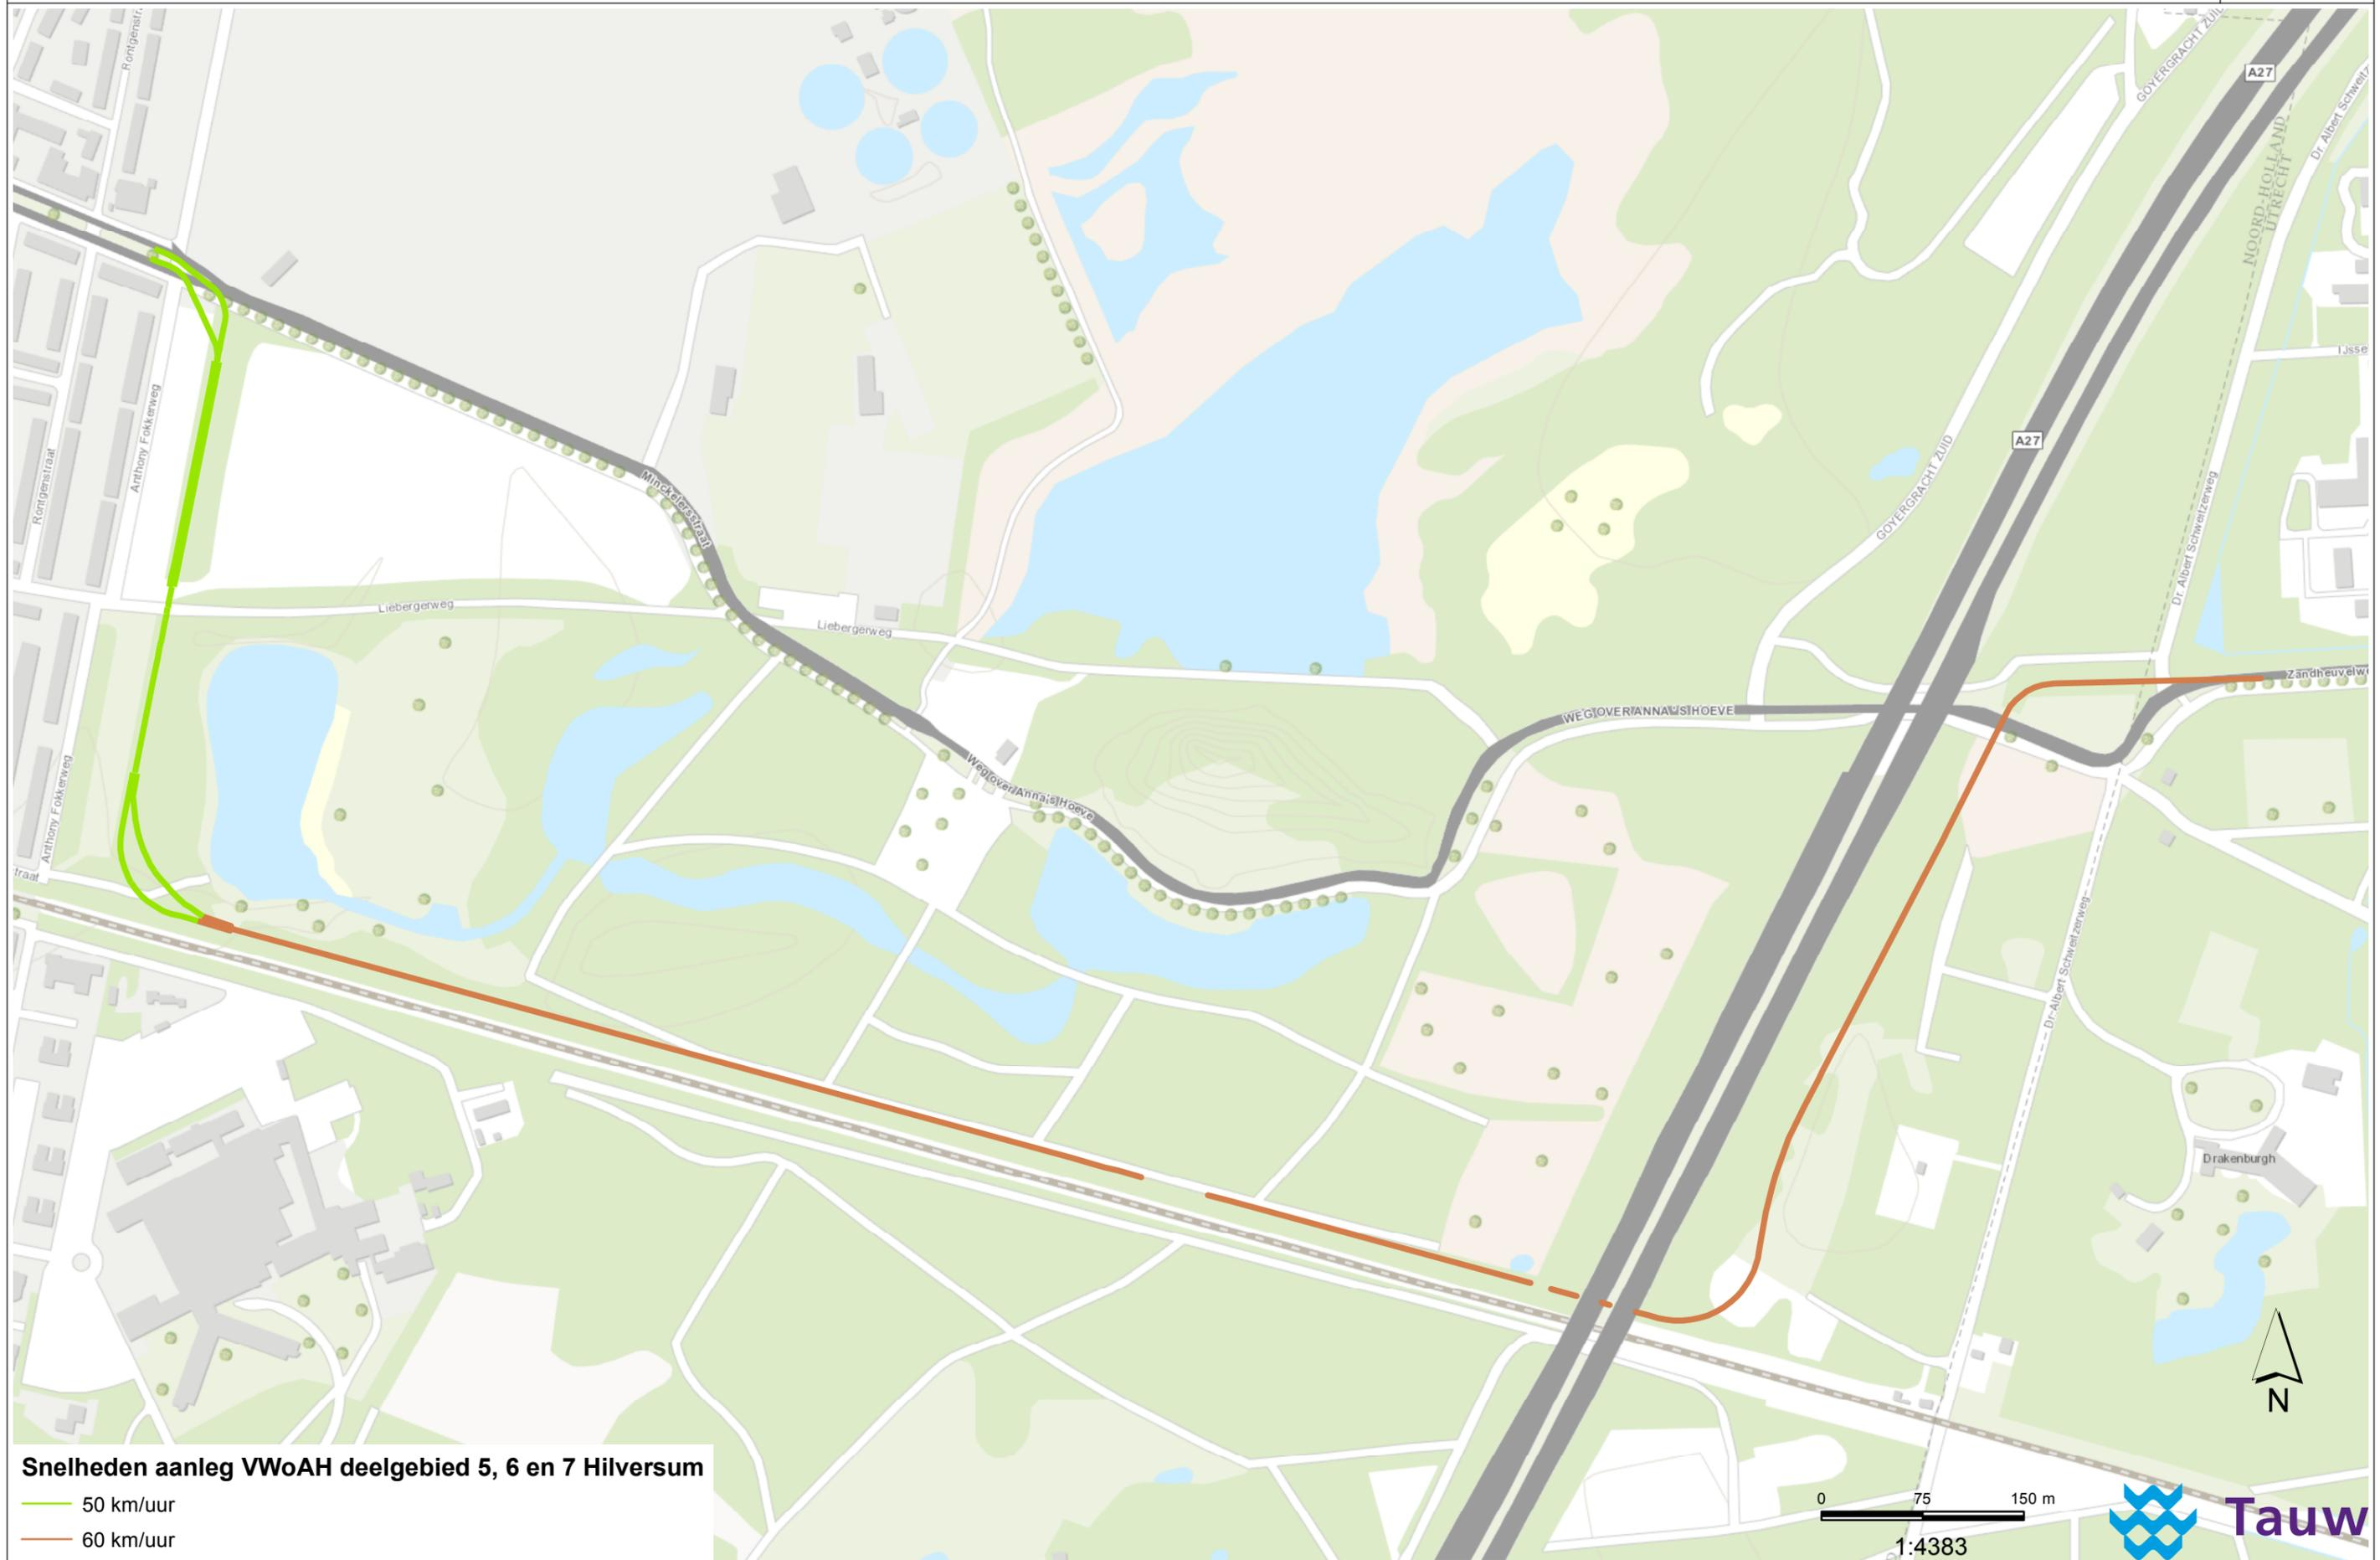 Rontgenstr
GOYERGRACHT ZUID
A27
Dr. Albert Schweitz
NOORD-HOLLAND
UTRECHT
IJsse
Anthony Fokkerweg
Rontgenstraat
A27
GOYERGRACHT ZUID
Minckelersstraat
Dr. Albert Schweitzerweg
Liebergerweg
Liebergerweg
Zandheuvelwe
WEG OVER ANNA'S HOEVE
Anthony Fokkerweg
Weg over Anna's Hoeve
traat
Dr. Albert Schweitzerweg
Drakenburgh
N
Snelheden aanleg VWoAH deelgebied 5, 6 en 7 Hilversum
50 km/uur
60 km/uur
0 75 150 m
1:4383
Tauw